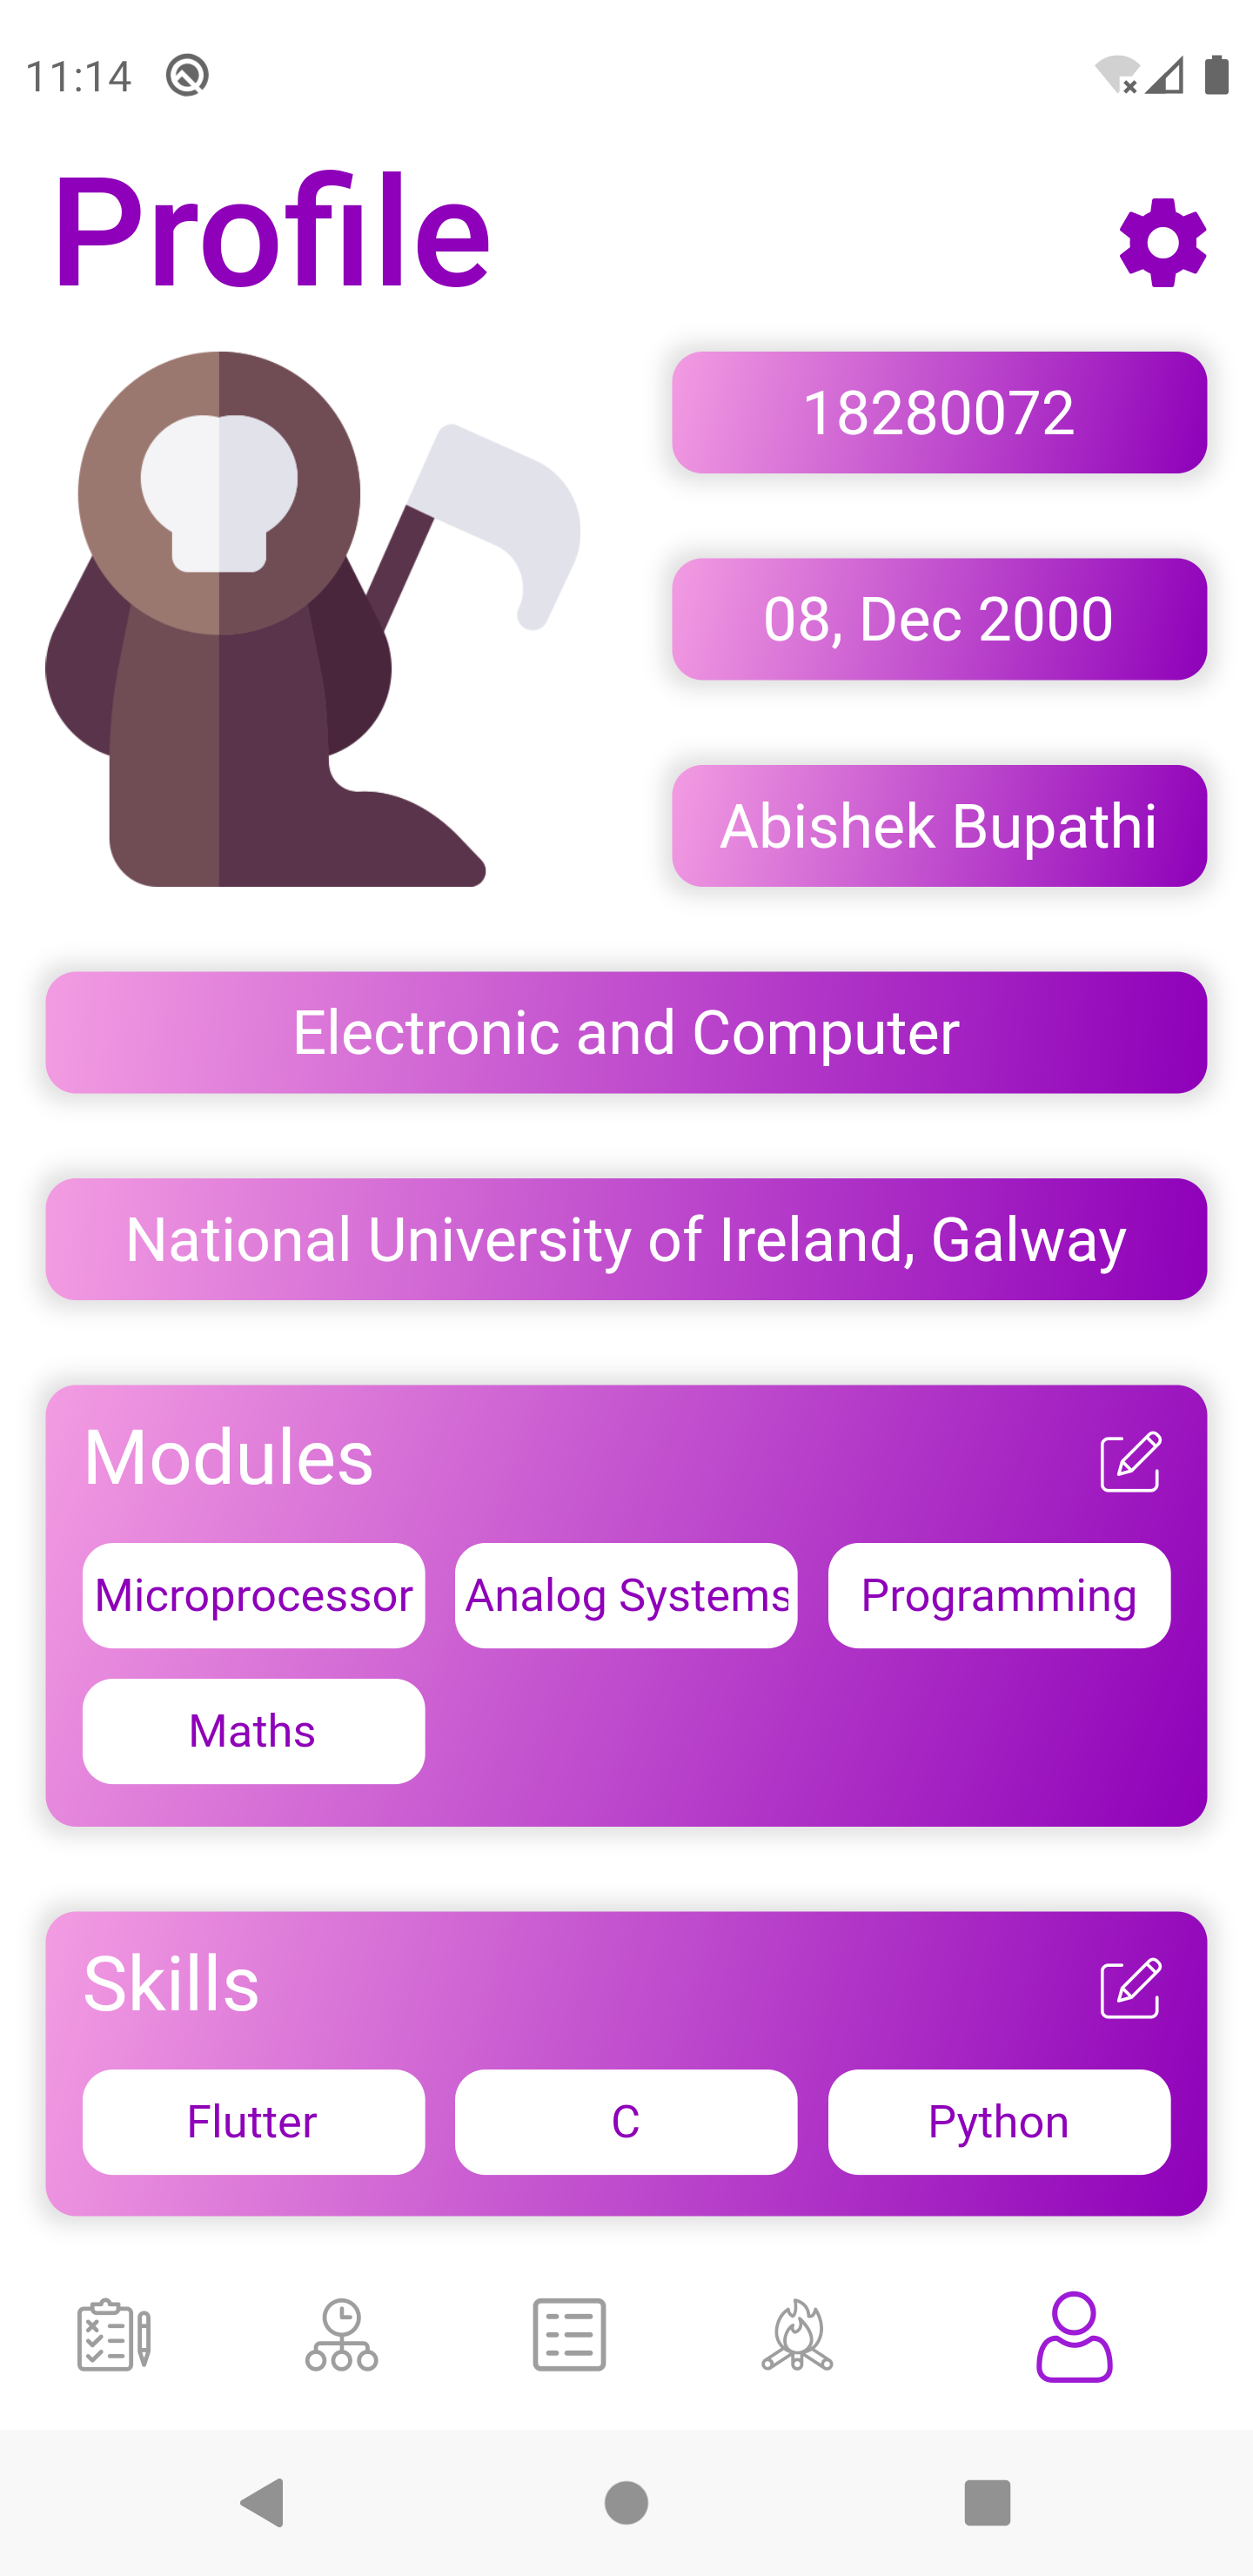 11:14
Profile
18280072
08, Dec 2000
Abishek Bupathi
Electronic and Computer
National University of Ireland, Galway
Modules
Microprocessor Analog Systems Programming
Maths
Skills
Flutter C Python